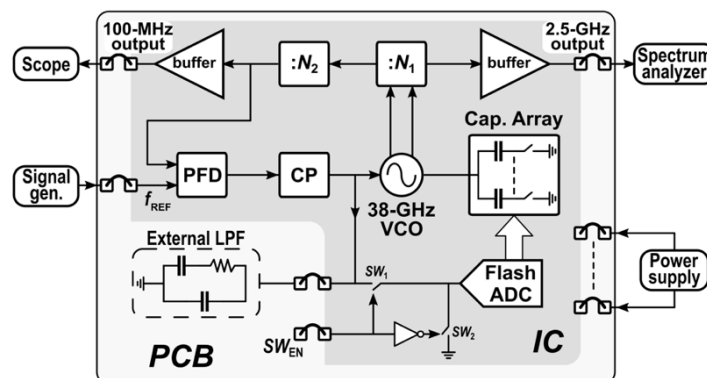 100-MHz
output
2.5-GHz
output
Scope
buffer
:N2
:N1
buffer
Spectrum
analyzer
Cap. Array
Signal
gen.
fREF
PFD
CP
38-GHz
VCO
External LPF
SW1
Flash
ADC
Power
supply
SWEN
SW2
PCB
IC